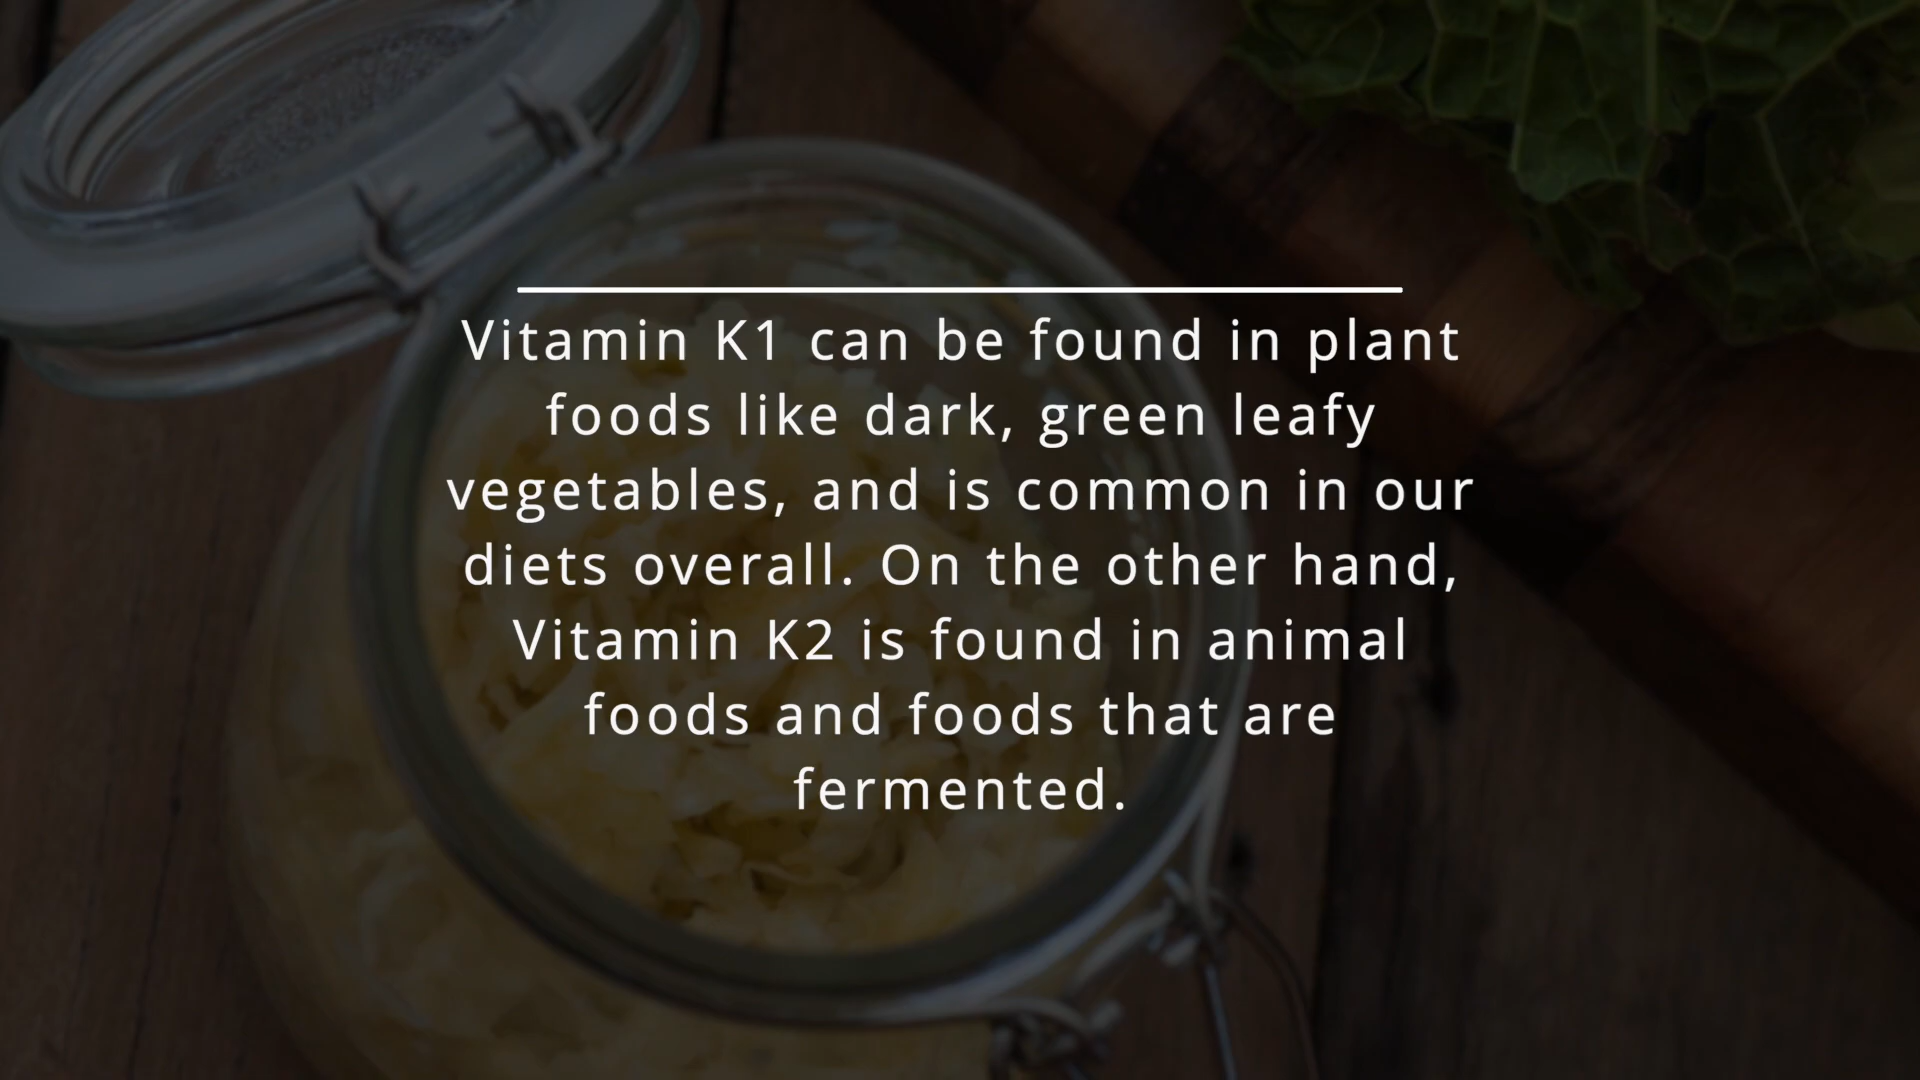 Vitamin K1 can be found in plant
foods like dark, green leafy
vegetables, and is common in our
diets overall. On the other hand,
Vitamin K2 is found in animal
foods and foods that are
fermented.